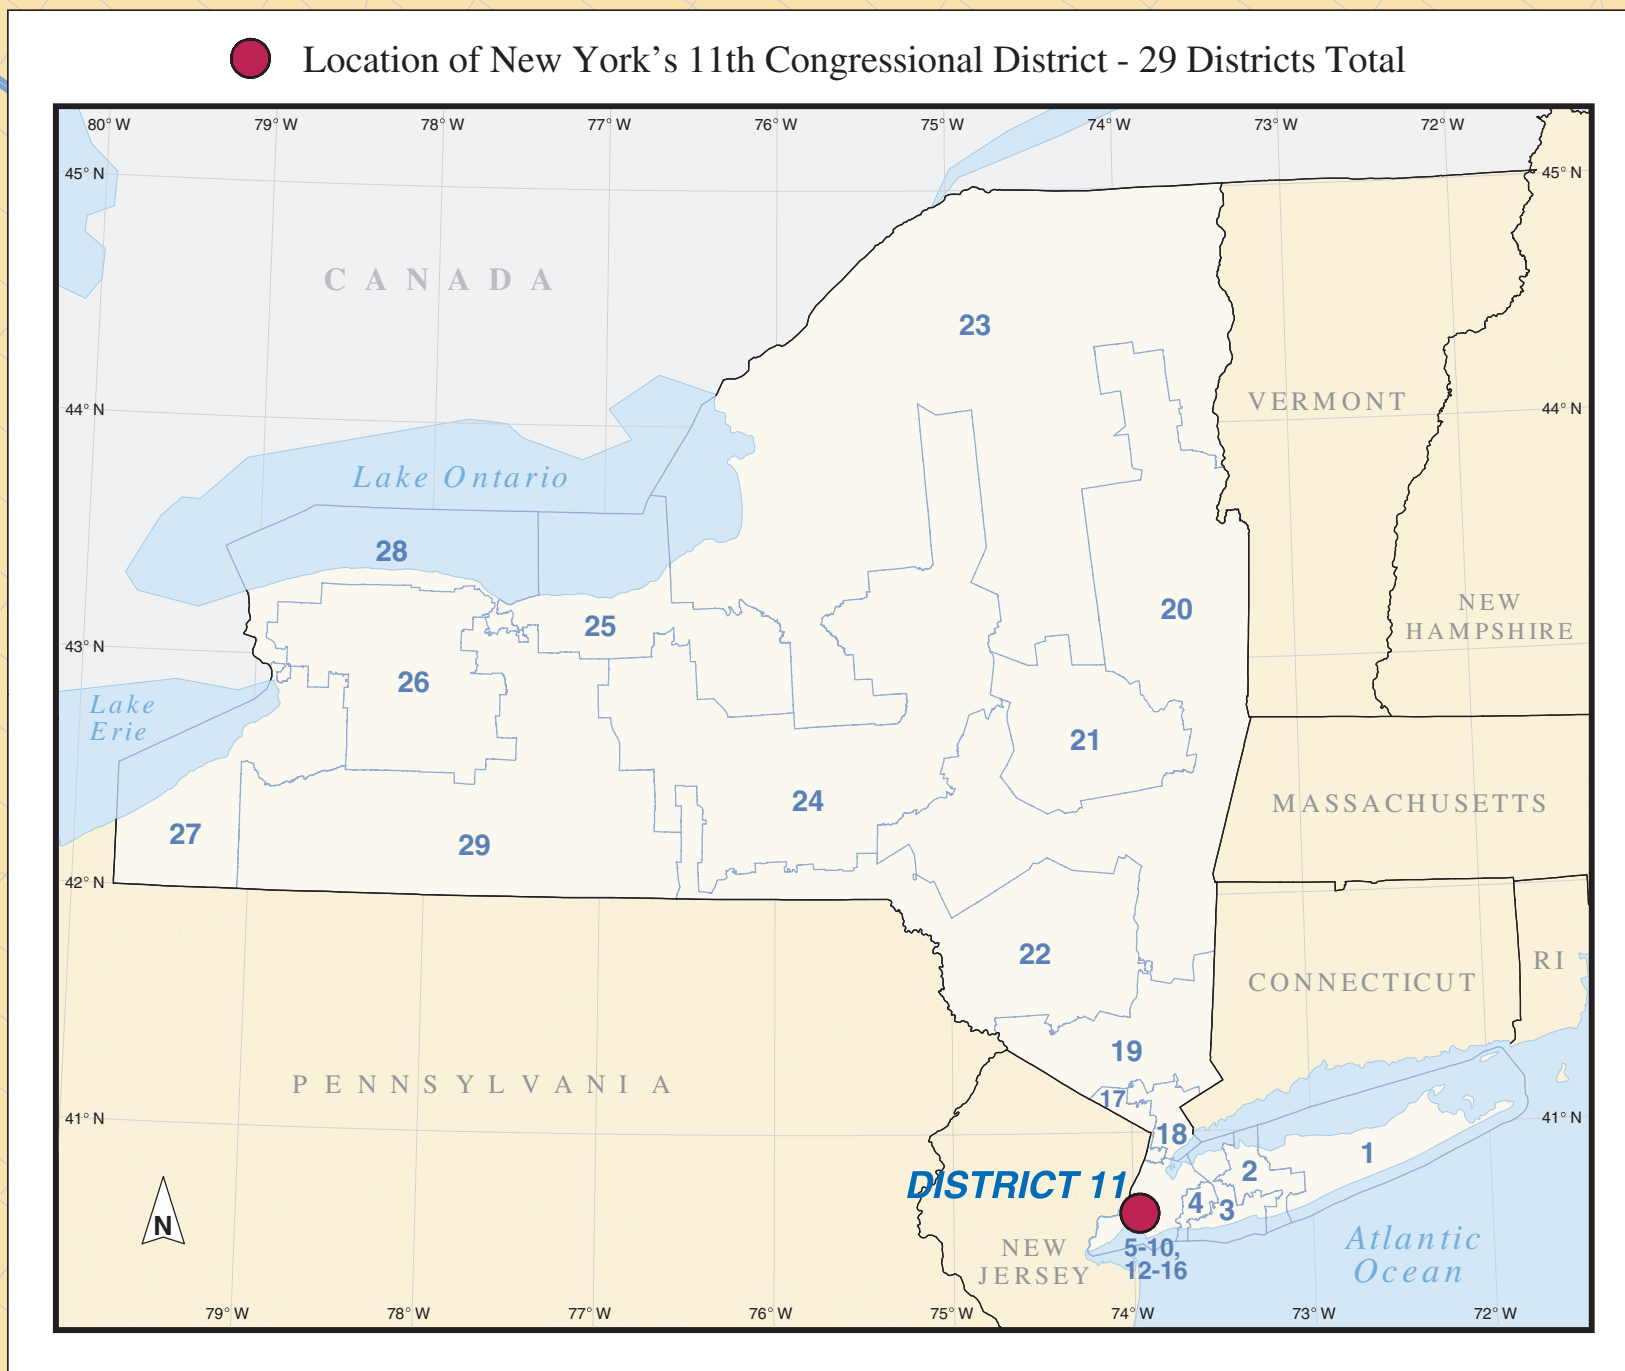 Location of New York's 11th Congressional District - 29 Districts Total
80° W 79° W 78° W 77° W 76° W 75° W 74° W 73° W 72° W
45° N 45° N
CANADA
23
VERMONT
44° N 44° N
Lake Ontario
28
NEW
HAMPSHIRE
20
25
43° N
26
Lake
Erie
21
24
MASSACHUSETTS
27
29
42° N
22
RI
CONNECTICUT
19
PENNSYLVANIA
17
41° N 41° N
18
1
2
DISTRICT 11
4
3
N
5-10,
12-16
NEW
JERSEY
Atlantic
Ocean
79° W 78° W 77° W 76° W 75° W 74° W 73° W 72° W